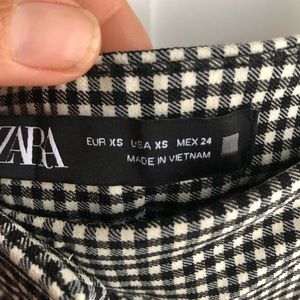 ZARA
EUR XS USA XS MEX 24
MADE IN VIETNAM